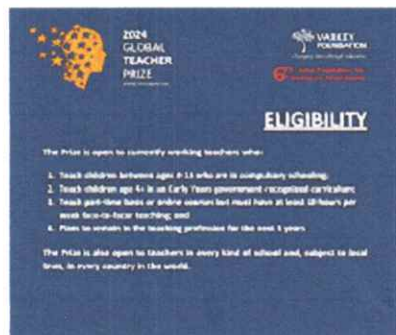 2024
GLOBAL
TEACHER
PRIZE
VARKEY
FOUNDATION
ELIGIBILITY
The Prize is open to currently working teachers who:
1. Teach children between ages who are in compulsory schooling;
2. Teach children age 4+ in an Early Years government recognised curriculum;
3. Teach part-time basis or online courses but must have at least 10 hours per
week face-to-face teaching; and
4. Plan to remain in the teaching profession for the next 5 years
The Prize is also open to teachers in every kind of school and, subject to local
laws, in every country in the world.